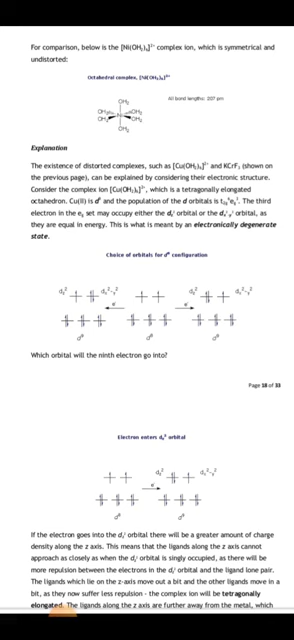 For comparison, below is the [Ni(OH₂)₆]²⁺ complex ion, which is symmetrical and
undistorted:
Octahedral complex, [Ni(OH₂)₆]²⁺
All bond lengths: 207 pm
OH₂
OH₂ OH₂
Ni
OH₂ OH₂
OH₂
Explanation
The existence of distorted complexes, such as [Cu(OH₂)₆]²⁺ and KCrF₃ (shown on
the previous page), can be explained by considering their electronic structure.
Consider the complex ion [Cu(OH₂)₆]²⁺, which is a tetragonally elongated
octahedron. Cu(II) is d⁹ and the population of the d orbitals is t₂g⁶eg³. The third
electron in the eg set may occupy either the dz² orbital or the dx²-y² orbital, as
they are equal in energy. This is what is meant by an electronically degenerate
state.
Choice of orbitals for d⁹ configuration
dz² dx²-y² dz² dx²-y²
e⁻ e⁻
d⁹ d⁸ d⁹
Which orbital will the ninth electron go into?
Page 18 of 33
Electron enters dz² orbital
dz² dx²-y²
e⁻
d⁸ d⁹
If the electron goes into the dz² orbital there will be a greater amount of charge
density along the z axis. This means that the ligands along the z axis cannot
approach as closely as when the dz² orbital is singly occupied, as there will be
more repulsion between the electrons in the dz² orbital and the ligand lone pair.
The ligands which lie on the z-axis move out a bit and the other ligands move in a
bit, as they now suffer less repulsion - the complex ion will be tetragonally
elongated. The ligands along the z axis are further away from the metal, which